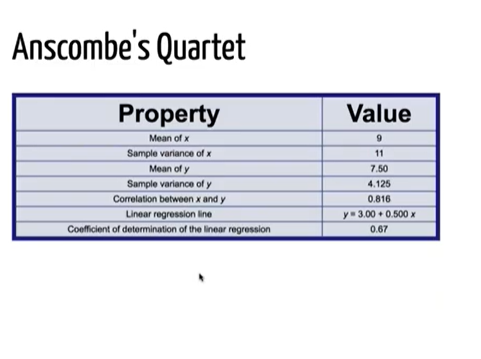 Anscombe's Quartet
Property Value
Mean of x 9
Sample variance of x 11
Mean of y 7.50
Sample variance of y 4.125
Correlation between x and y 0.816
Linear regression line y = 3.00 + 0.500 x
Coefficient of determination of the linear regression 0.67